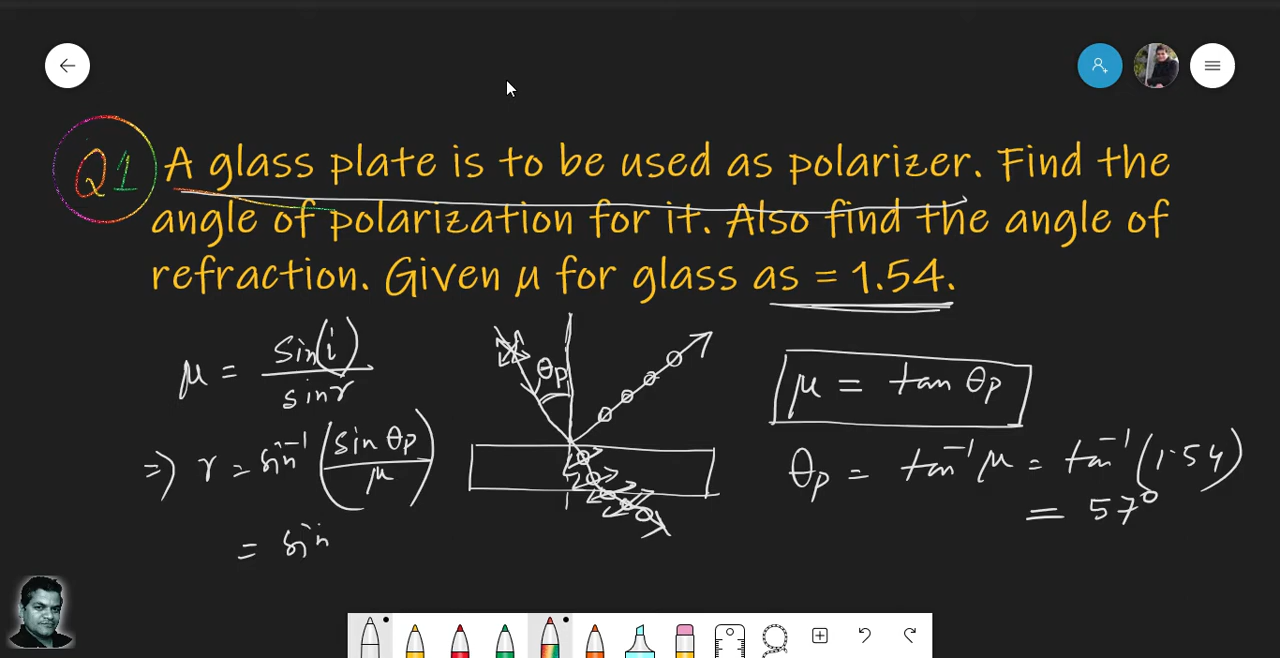 Q1 A glass plate is to be used as polarizer. Find the
angle of polarization for it. Also find the angle of
refraction. Given μ for glass as = 1.54.
μ = sin(i) / sin r
θp
μ = tan θp
=) r = sin⁻¹ (sin θp / μ)
θp = tan⁻¹ μ = tan⁻¹ (1.54)
= 57°
= sin